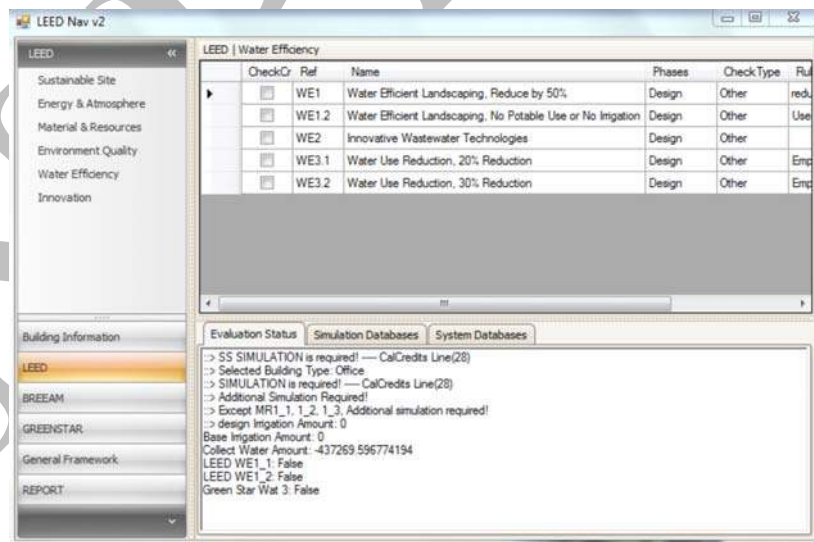 LEED Nav v2
LEED «
Sustainable Site
Energy & Atmosphere
Material & Resources
Environment Quality
Water Efficiency
Innovation
Building Information
LEED
BREEAM
GREENSTAR
General Framework
REPORT
LEED | Water Efficiency
CheckCr Ref Name Phases Check Type Rul
WE1 Water Efficient Landscaping, Reduce by 50% Design Other redu
WE1.2 Water Efficient Landscaping, No Potable Use or No Irrigation Design Other Use
WE2 Innovative Wastewater Technologies Design Other
WE3.1 Water Use Reduction, 20% Reduction Design Other Emp
WE3.2 Water Use Reduction, 30% Reduction Design Other Emp
Evaluation Status Simulation Databases System Databases
::> SS SIMULATION is required! ---- CalCredits Line(28)
::> Selected Building Type: Office
::> SIMULATION is required! ---- CalCredits Line(28)
::> Additional Simulation Required!
::> Except MR1_1, 1_2, 1_3, Additional simulation required!
::> design Irrigation Amount: 0
Base Irrigation Amount: 0
Collect Water Amount: -437269.596774194
LEED WE1_1: False
LEED WE1_2: False
Green Star Wat 3: False